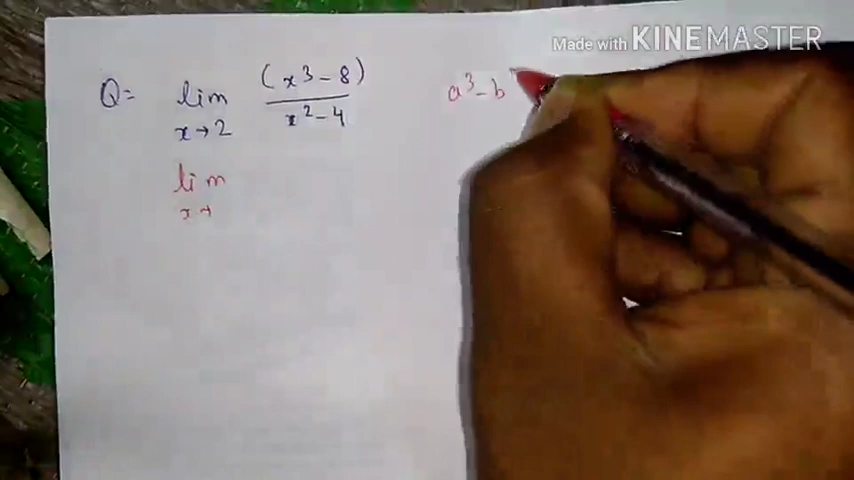 Made with KINEMASTER
Q= lim (x³-8) / x²-4
x→2
a³-b
lim
x→